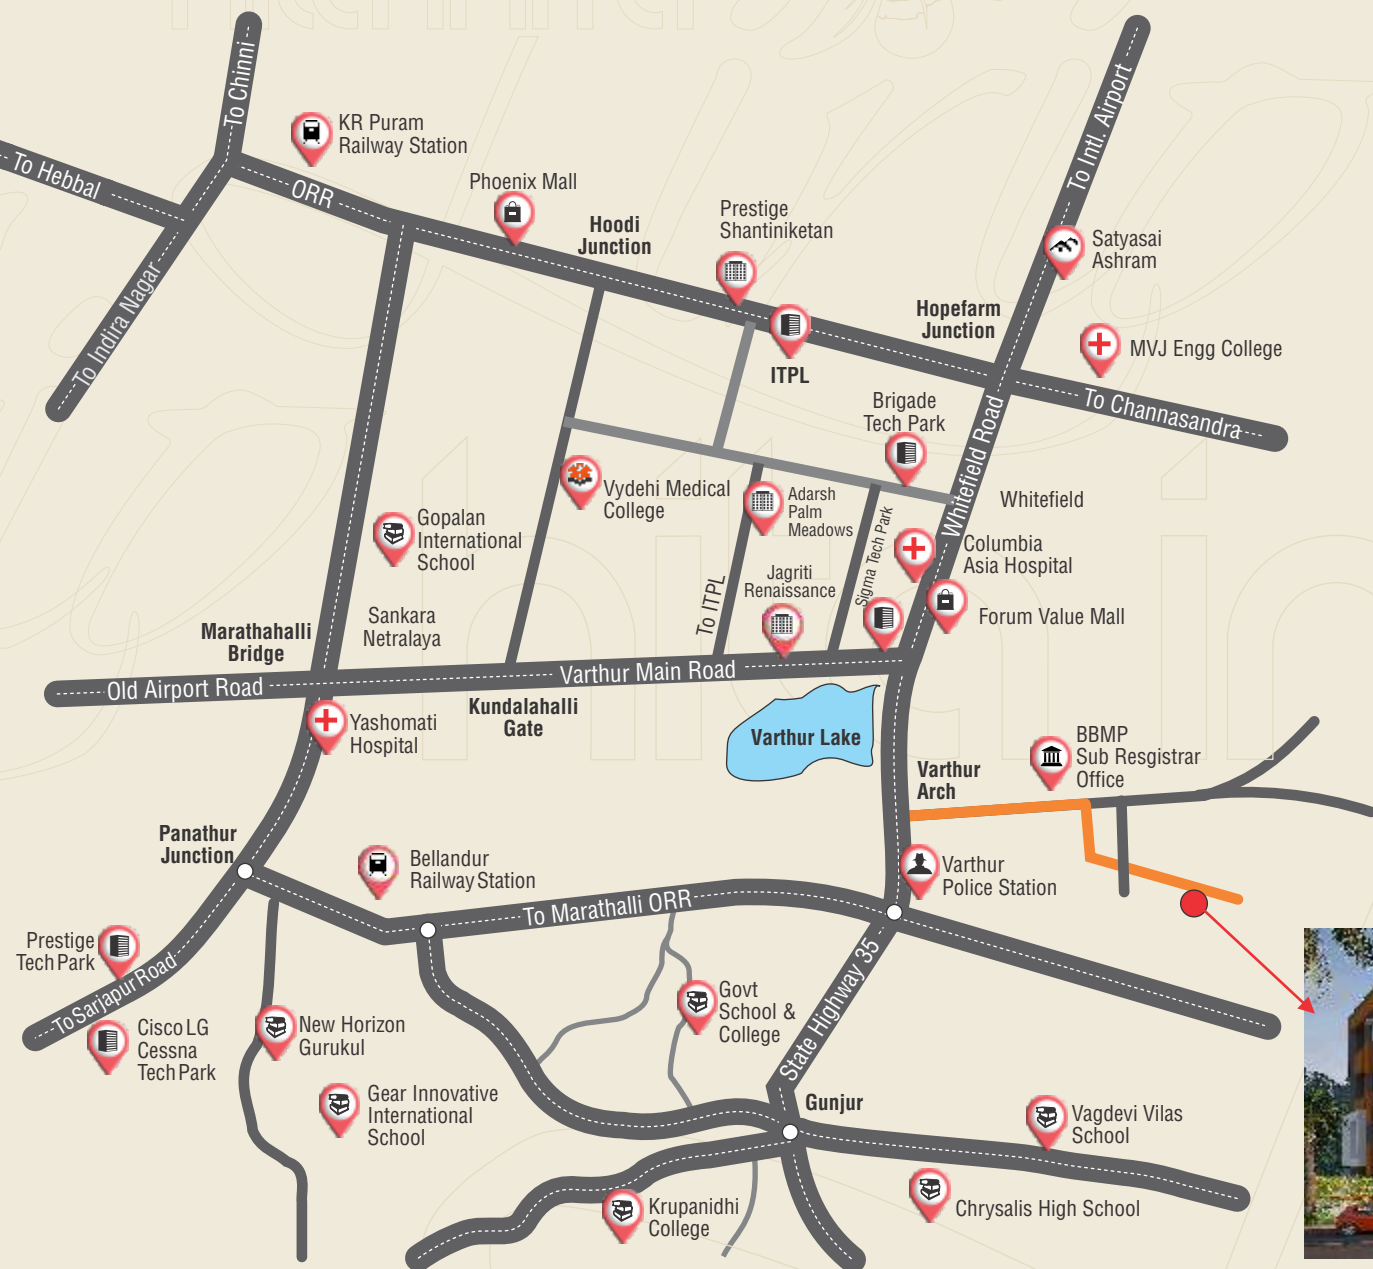 To Chinni
To Hebbal
To Indira Nagar
ORR
KR Puram
Railway Station
Phoenix Mall
Hoodi
Junction
Prestige
Shantiniketan
ITPL
To Intl. Airport
Satyasai
Ashram
Hopefarm
Junction
MVJ Engg College
To Channasandra
Brigade
Tech Park
Whitefield Road
Whitefield
Vydehi Medical
College
Adarsh
Palm
Meadows
Gopalan
International
School
Sigma Tech Park
Columbia
Asia Hospital
Jagriti
Renaissance
To ITPL
Forum Value Mall
Sankara
Netralaya
Marathahalli
Bridge
Old Airport Road
Varthur Main Road
Kundalahalli
Gate
Yashomati
Hospital
Varthur Lake
Varthur
Arch
BBMP
Sub Resgistrar
Office
Panathur
Junction
Bellandur
Railway Station
Varthur
Police Station
To Marathalli ORR
Prestige
Tech Park
To Sarjapur Road
State Highway 35
Cisco LG
Cessna
Tech Park
New Horizon
Gurukul
Govt
School &
College
Gear Innovative
International
School
Gunjur
Vagdevi Vilas
School
Krupanidhi
College
Chrysalis High School